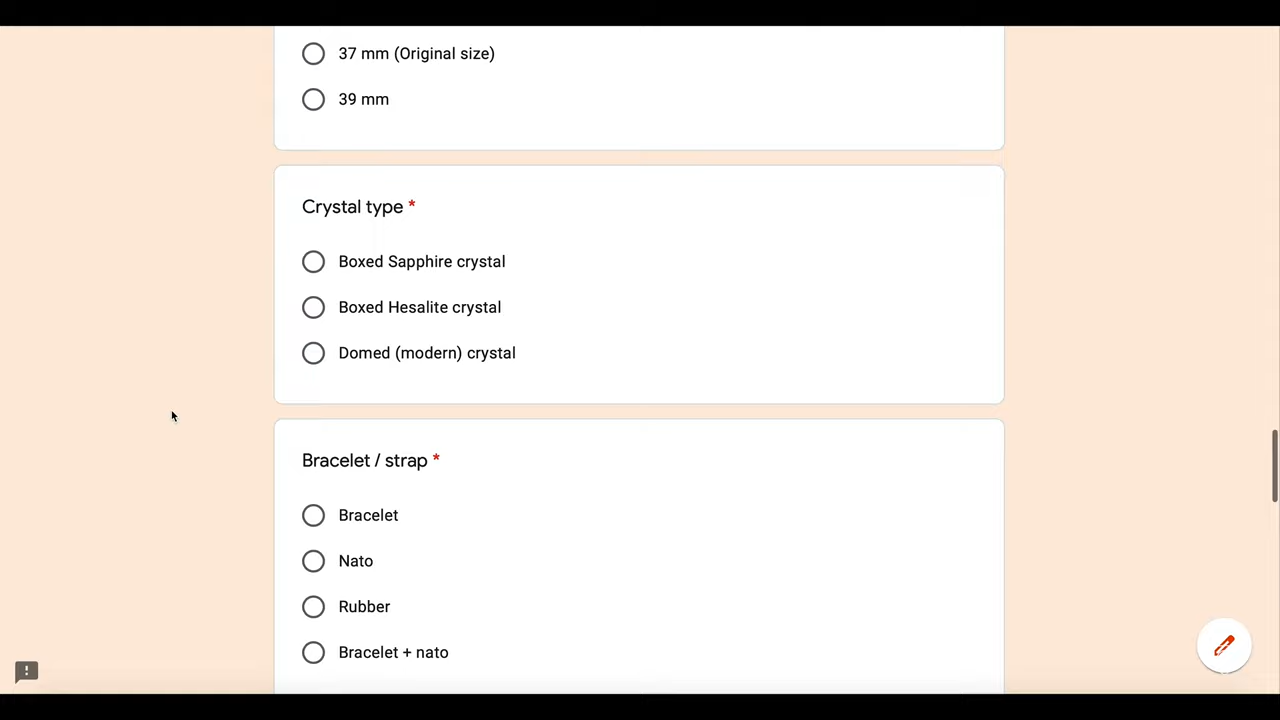 37 mm (Original size)
39 mm
Crystal type *
Boxed Sapphire crystal
Boxed Hesalite crystal
Domed (modern) crystal
Bracelet / strap *
Bracelet
Nato
Rubber
Bracelet + nato